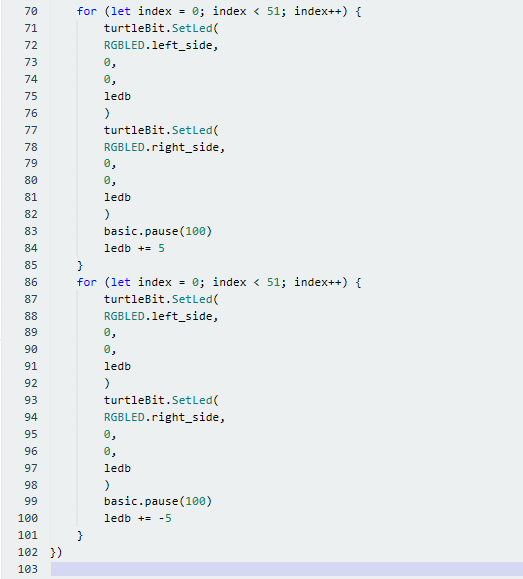 70 for (let index = 0; index < 51; index++) {
71 turtleBit.SetLed(
72 RGBLED.left_side,
73 0,
74 0,
75 ledb
76 )
77 turtleBit.SetLed(
78 RGBLED.right_side,
79 0,
80 0,
81 ledb
82 )
83 basic.pause(100)
84 ledb += 5
85 }
86 for (let index = 0; index < 51; index++) {
87 turtleBit.SetLed(
88 RGBLED.left_side,
89 0,
90 0,
91 ledb
92 )
93 turtleBit.SetLed(
94 RGBLED.right_side,
95 0,
96 0,
97 ledb
98 )
99 basic.pause(100)
100 ledb += -5
101 }
102 })
103